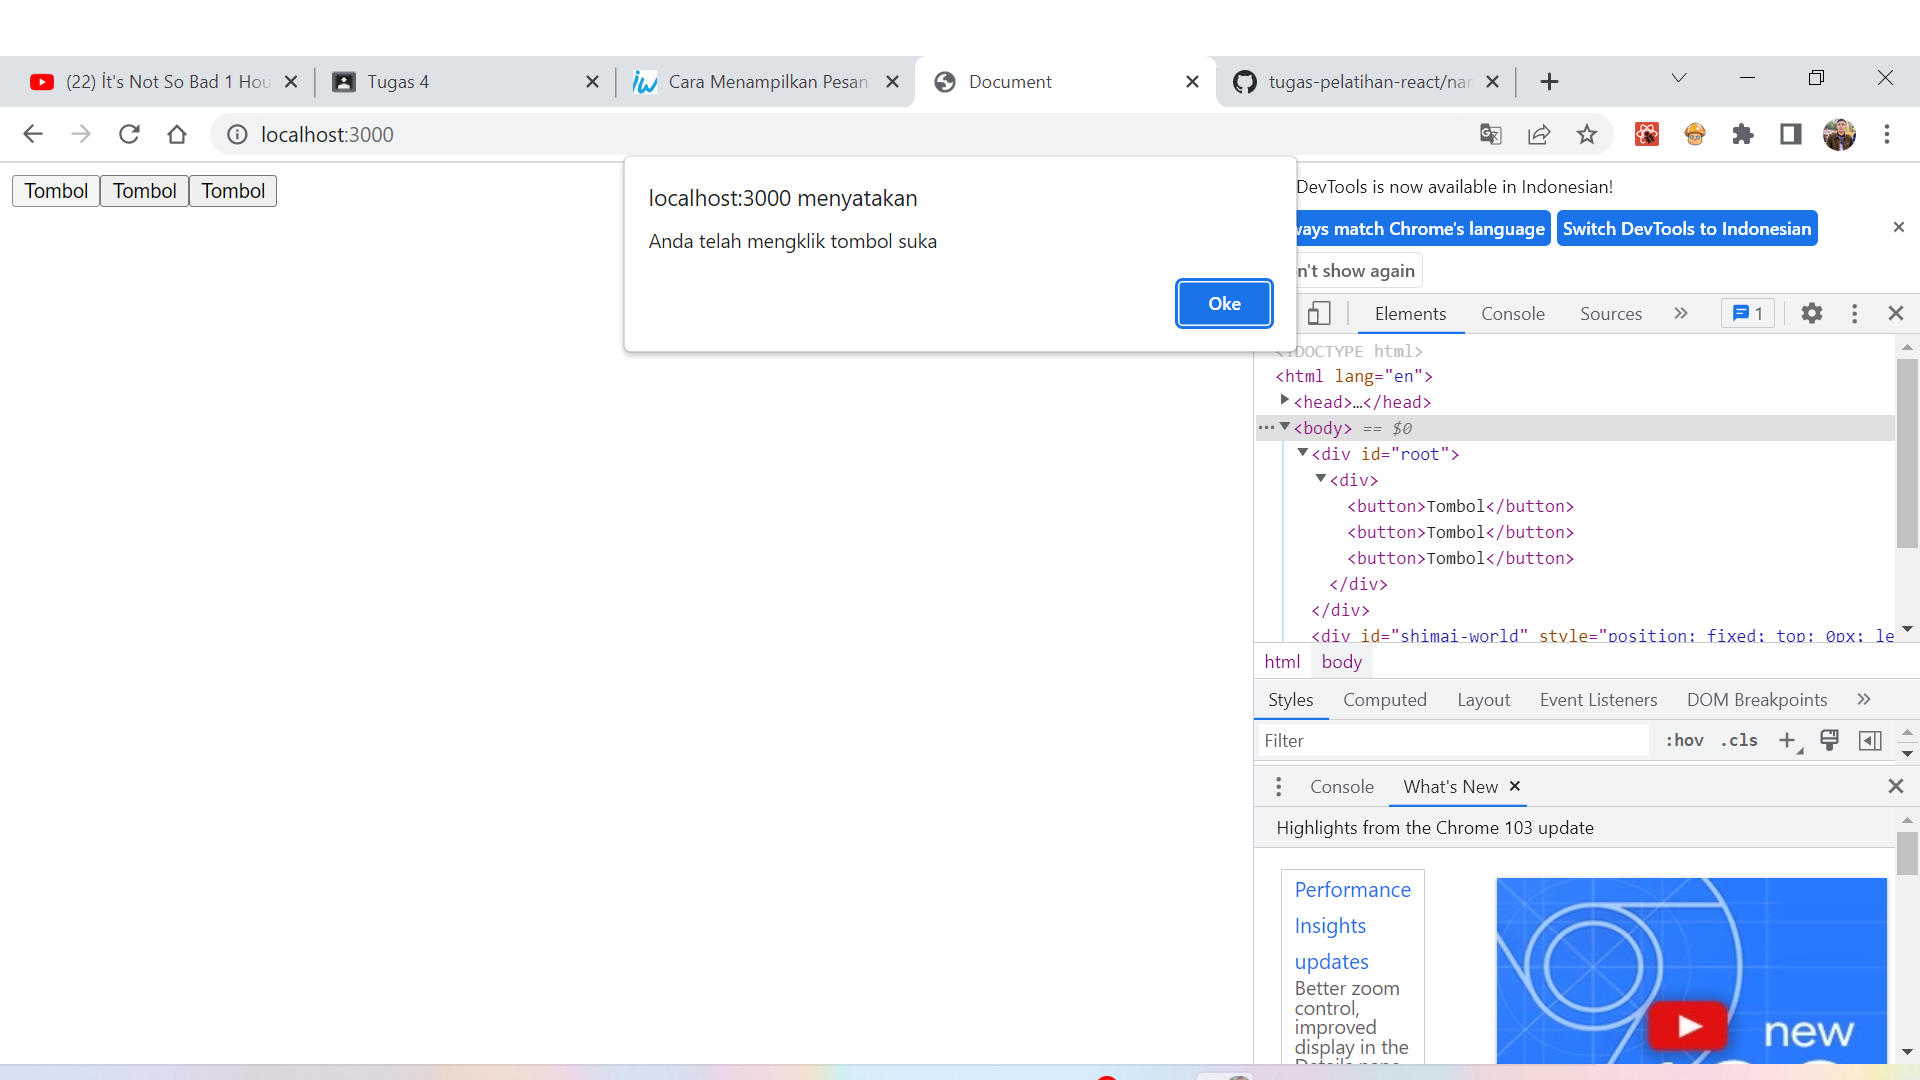 (22) İt's Not So Bad 1 Hou
Tugas 4
Cara Menampilkan Pesan
Document
tugas-pelatihan-react/nar
localhost:3000
Tombol
Tombol
Tombol
localhost:3000 menyatakan
Anda telah mengklik tombol suka
Oke
DevTools is now available in Indonesian!
ways match Chrome's language
Switch DevTools to Indonesian
n't show again
Elements
Console
Sources
1
<!DOCTYPE html>
<html lang="en">
<head>…</head>
<body> == $0
<div id="root">
<div>
<button>Tombol</button>
<button>Tombol</button>
<button>Tombol</button>
</div>
</div>
<div id="shimai-world" style="position: fixed; top: 0px; le
html
body
Styles
Computed
Layout
Event Listeners
DOM Breakpoints
Filter
:hov
.cls
Console
What's New
Highlights from the Chrome 103 update
Performance
Insights
updates
Better zoom
control,
improved
display in the
Details pane
new